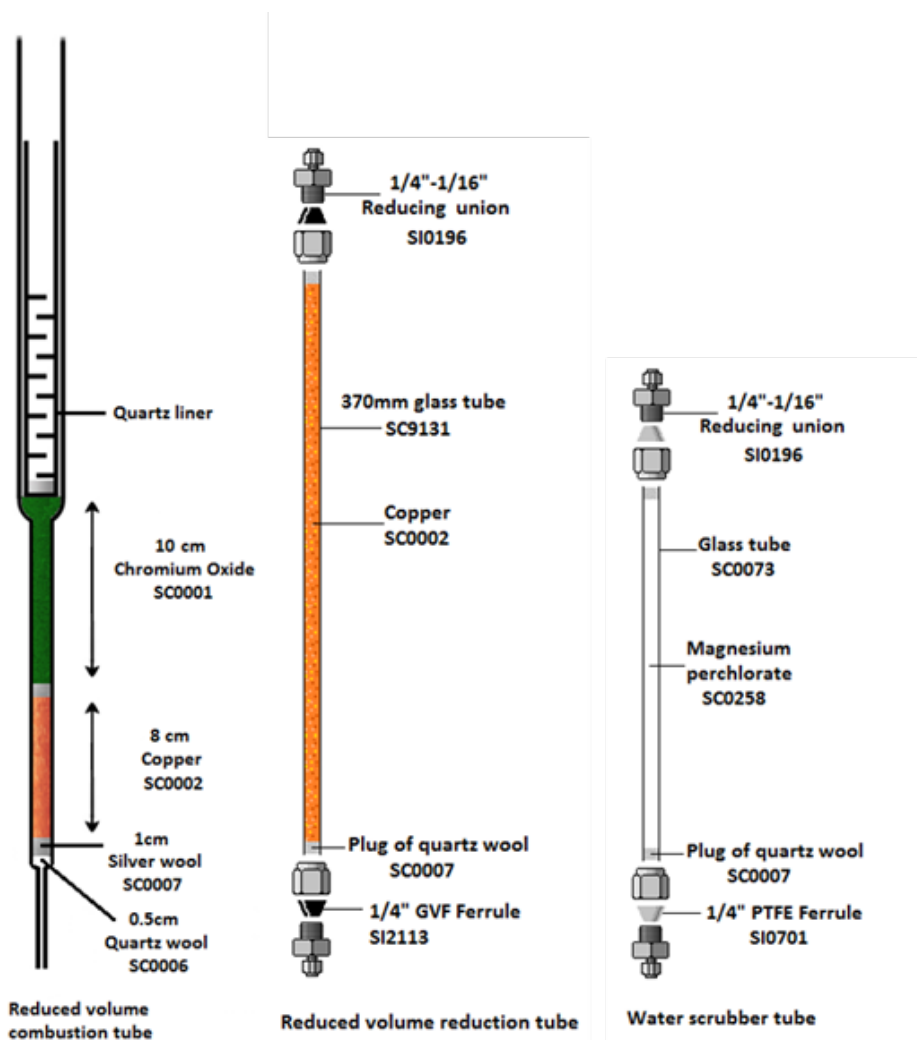 Quartz liner
10 cm
Chromium Oxide
SC0001
8 cm
Copper
SC0002
1cm
Silver wool
SC0007
0.5cm
Quartz wool
SC0006
Reduced volume
combustion tube
1/4"-1/16"
Reducing union
SI0196
370mm glass tube
SC9131
Copper
SC0002
Plug of quartz wool
SC0007
1/4" GVF Ferrule
SI2113
Reduced volume reduction tube
1/4"-1/16"
Reducing union
SI0196
Glass tube
SC0073
Magnesium
perchlorate
SC0258
Plug of quartz wool
SC0007
1/4" PTFE Ferrule
SI0701
Water scrubber tube